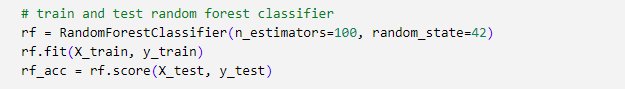 # train and test random forest classifier
rf = RandomForestClassifier(n_estimators=100, random_state=42)
rf.fit(X_train, y_train)
rf_acc = rf.score(X_test, y_test)